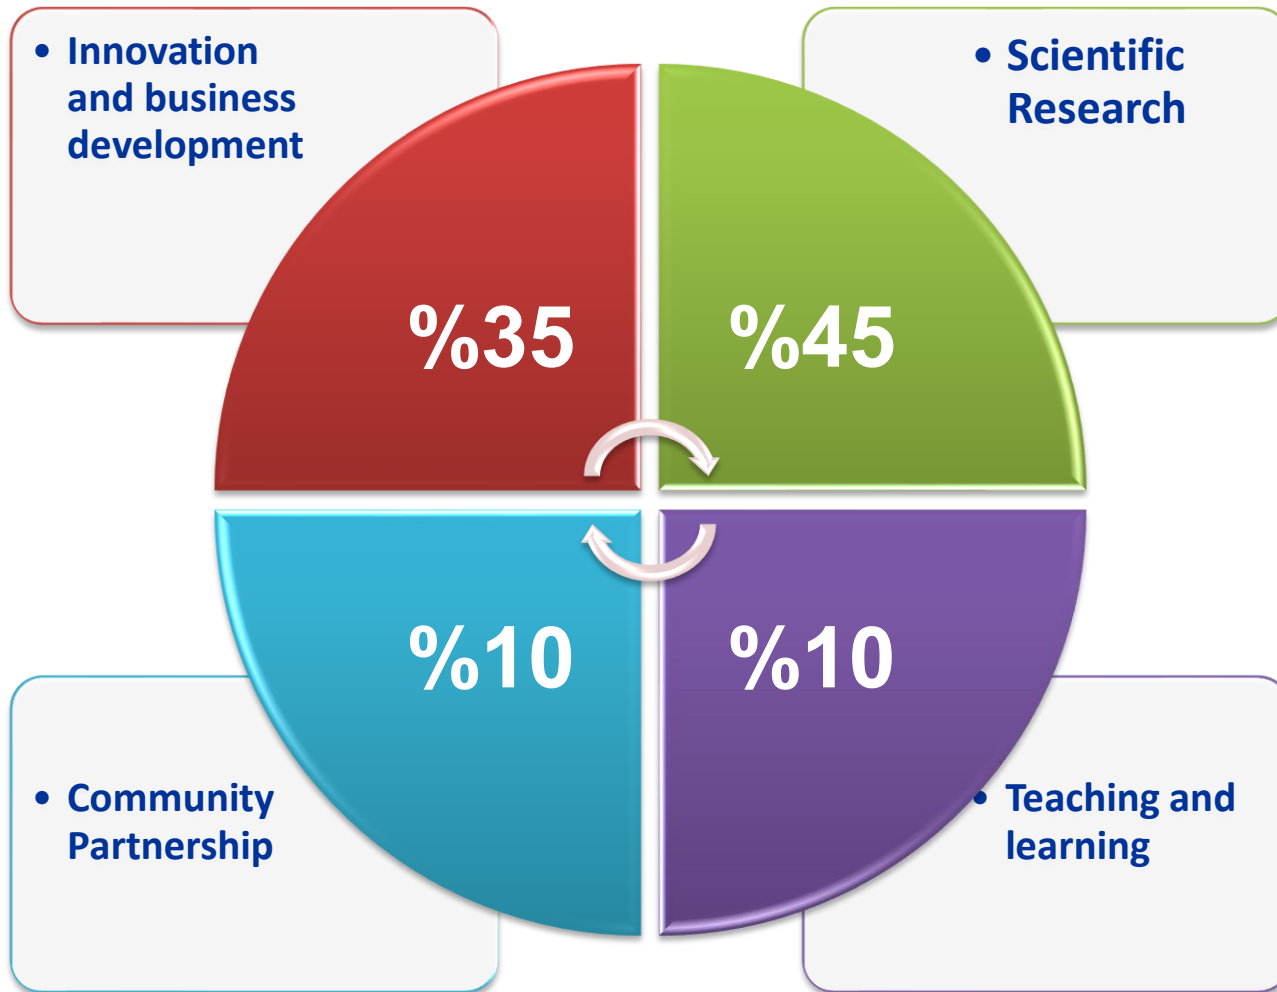 • Innovation
and business
development
• Scientific
Research
%35
%45
%10
%10
• Community
Partnership
• Teaching and
learning